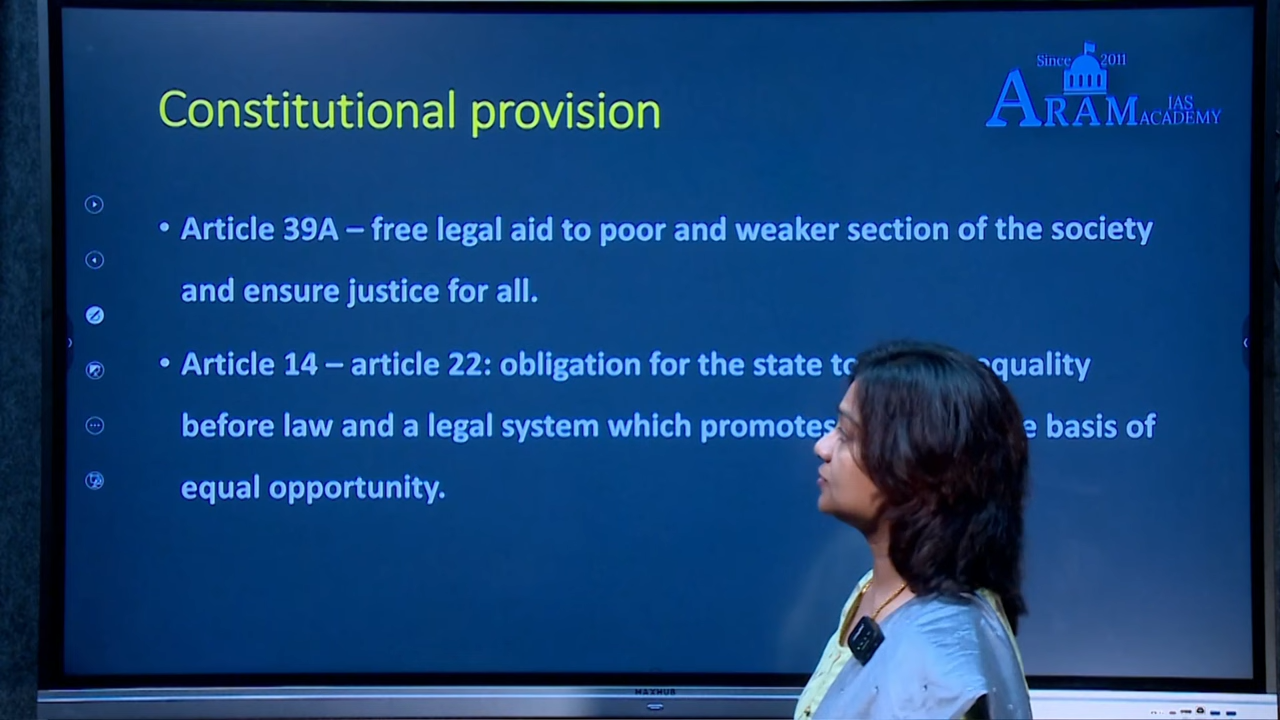 Since 2011
ARAM IAS ACADEMY
Constitutional provision
• Article 39A – free legal aid to poor and weaker section of the society
and ensure justice for all.
• Article 14 – article 22: obligation for the state to equality
before law and a legal system which promotes basis of
equal opportunity.
MAXHUB